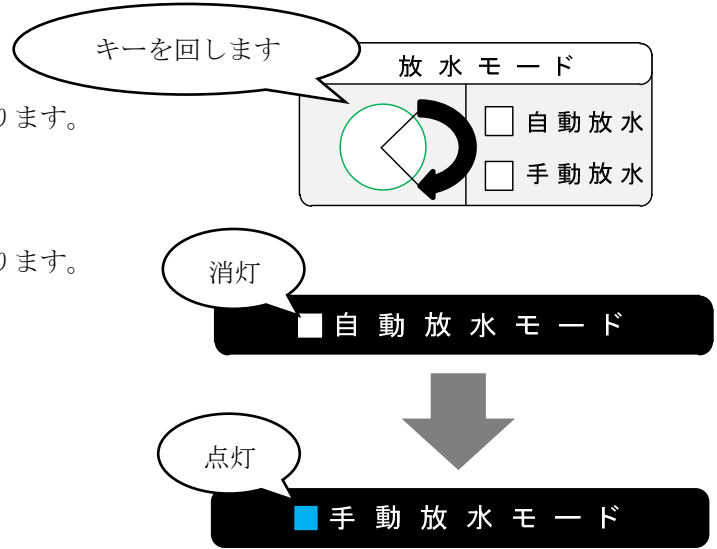 キーを回します
放水モード
ります。
自動放水
手動放水
ります。
消灯
自動放水モード
点灯
手動放水モード